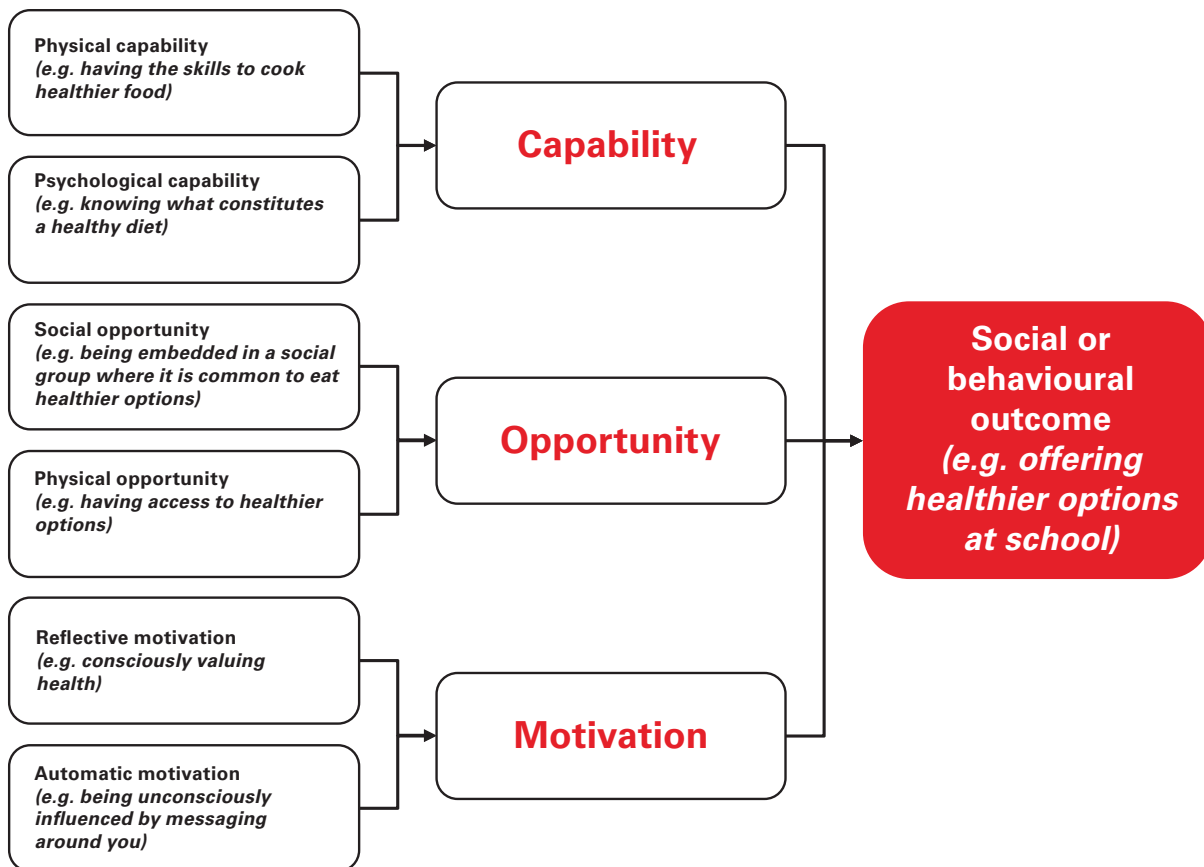 Physical capability
(e.g. having the skills to cook
healthier food)
Capability
Psychological capability
(e.g. knowing what constitutes
a healthy diet)
Social opportunity
(e.g. being embedded in a social
group where it is common to eat
healthier options)
Opportunity
Physical opportunity
(e.g. having access to healthier
options)
Reflective motivation
(e.g. consciously valuing
health)
Motivation
Automatic motivation
(e.g. being unconsciously
influenced by messaging
around you)
Social or
behavioural
outcome
(e.g. offering
healthier options
at school)